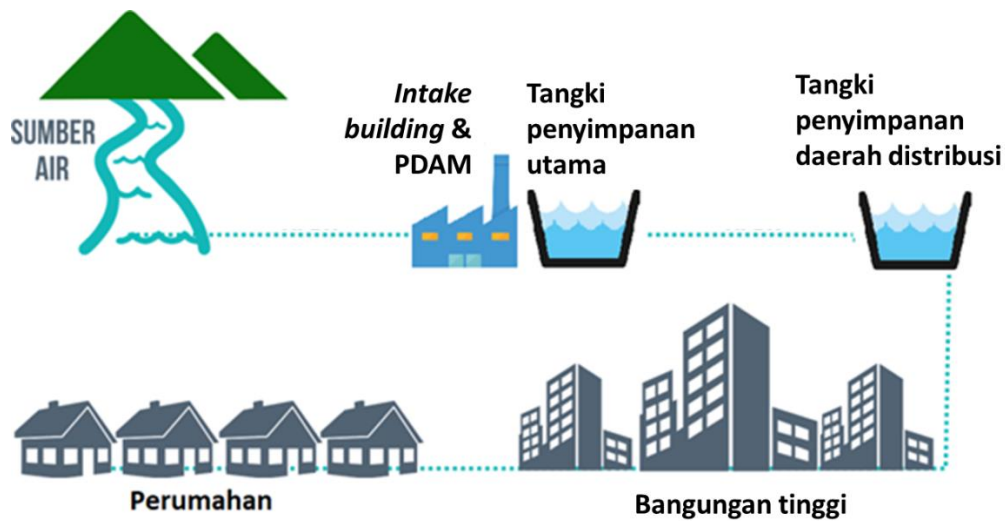 SUMBER
AIR
Intake
building &
PDAM
Tangki
penyimpanan
utama
Tangki
penyimpanan
daerah distribusi
Perumahan
Bangungan tinggi